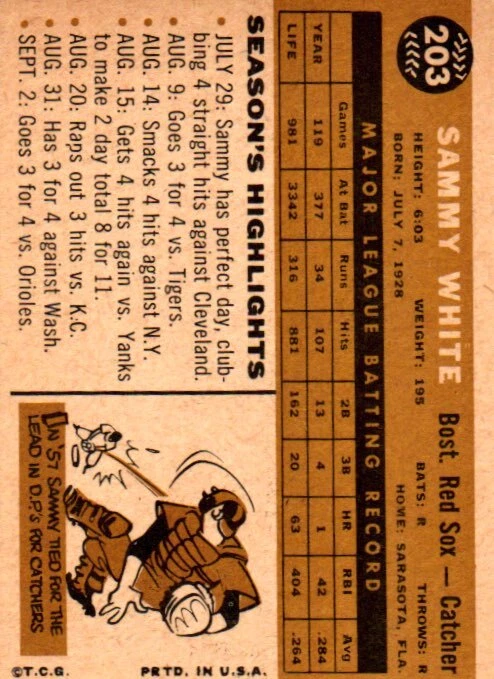 203
SAMMY WHITE Bost. Red Sox — Catcher
HEIGHT: 6:03 WEIGHT: 195 BATS: R THROWS: R
BORN: JULY 7, 1928 HOME: SARASOTA, FLA.
MAJOR LEAGUE BATTING RECORD
Games At Bat Runs Hits 2B 3B HR RBI Avg
YEAR 119 377 34 107 13 4 1 42 .284
LIFE 981 3342 316 881 162 20 63 404 .264
SEASON'S HIGHLIGHTS
• JULY 29: Sammy has perfect day, club-
bing 4 straight hits against Cleveland.
• AUG. 9: Goes 3 for 4 vs. Tigers.
• AUG. 14: Smacks 4 hits against N.Y.
• AUG. 15: Gets 4 hits again vs. Yanks
to make 2 day total 8 for 11.
• AUG. 20: Raps out 3 hits vs. K.C.
• AUG. 31: Has 3 for 4 against Wash.
• SEPT. 2: Goes 3 for 4 vs. Orioles.
IN '57 SAMMY TIED FOR THE
LEAD IN D.P.'s FOR CATCHERS
©T.C.G. PRTD. IN U.S.A.